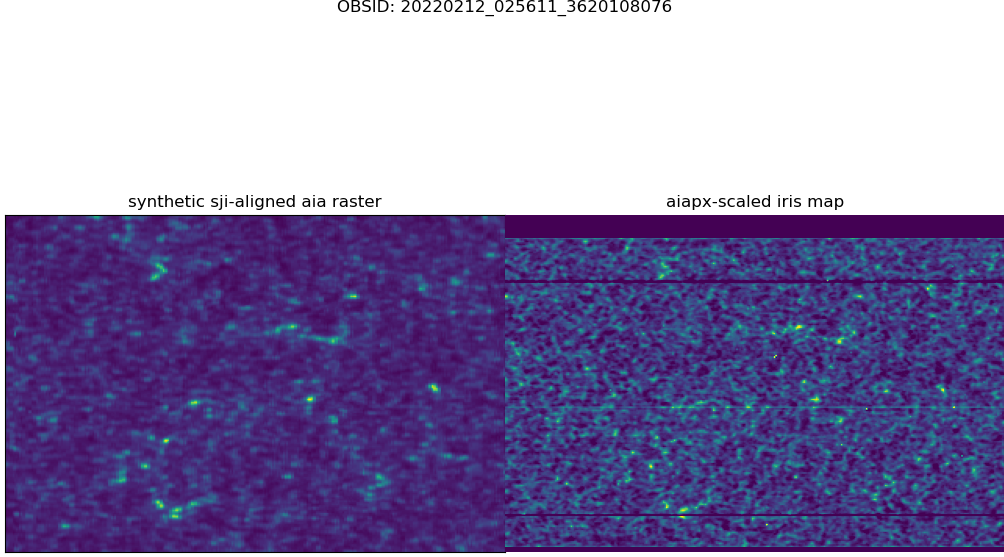 OBSID: 20220212_025611_3620108076
synthetic sji-aligned aia raster
aiapx-scaled iris map